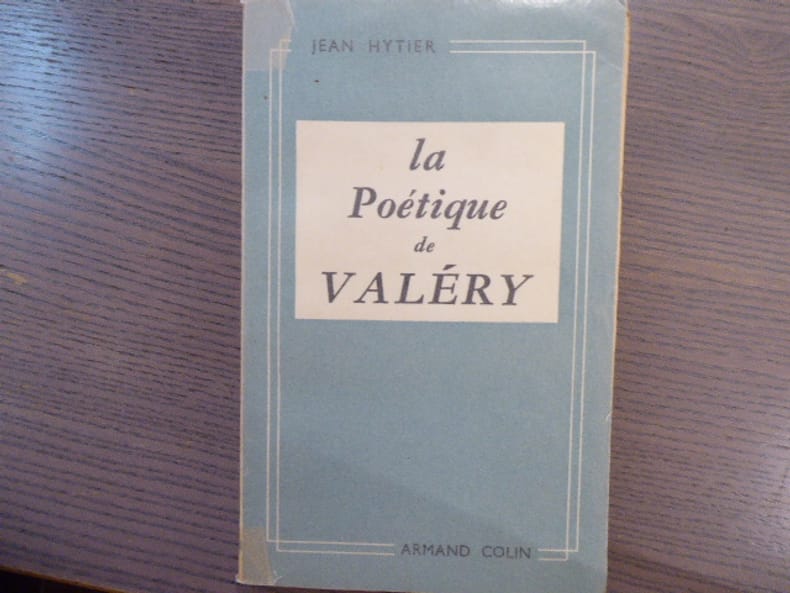 JEAN HYTIER
la
Poétique
de
VALÉRY
ARMAND COLIN